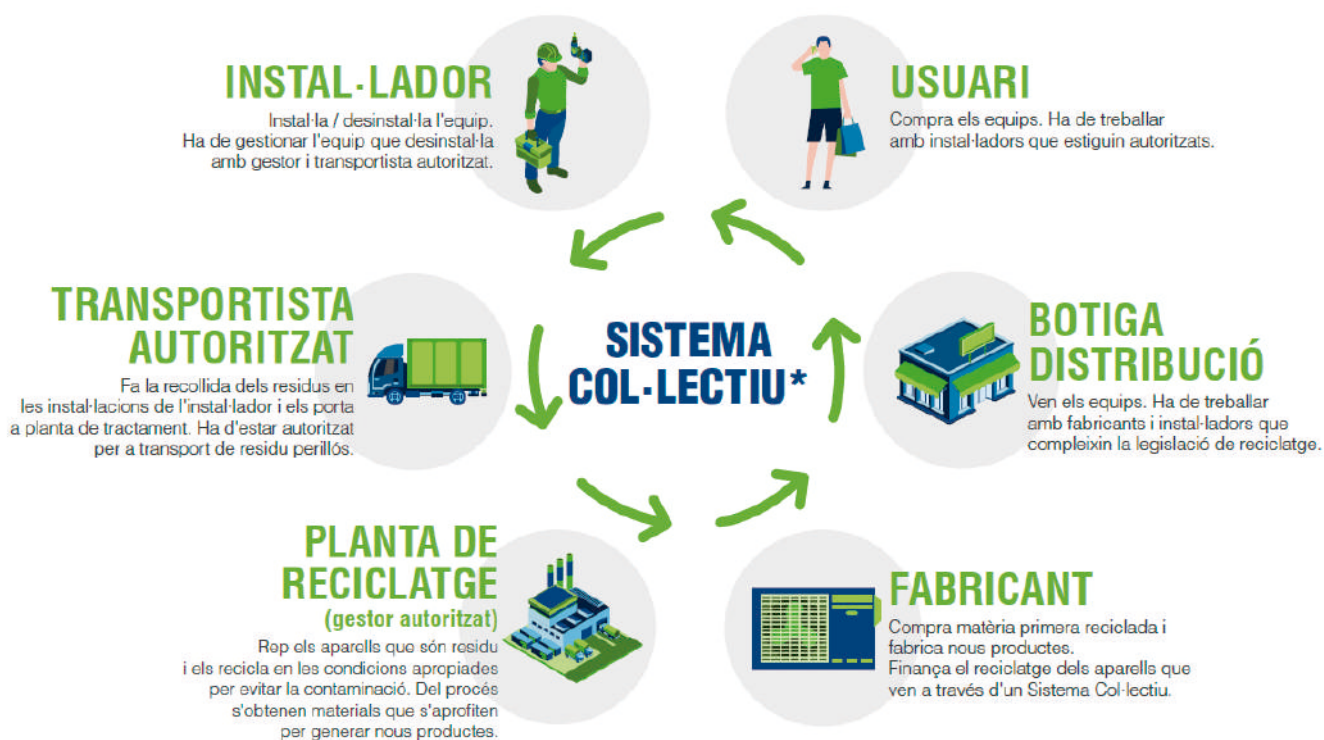 INSTAL·LADOR
Instal·la / desinstal·la l'equip.
Ha de gestionar l'equip que desinstal·la
amb gestor i transportista autoritzat.
USUARI
Compra els equips. Ha de treballar
amb instal·ladors que estiguin autoritzats.
TRANSPORTISTA
AUTORITZAT
Fa la recollida dels residus en
les instal·lacions de l'instal·lador i els porta
a planta de tractament. Ha d'estar autoritzat
per a transport de residu perillós.
SISTEMA
COL·LECTIU*
BOTIGA
DISTRIBUCIÓ
Ven els equips. Ha de treballar
amb fabricants i instal·ladors que
compleixin la legislació de reciclatge.
PLANTA DE
RECICLATGE
(gestor autoritzat)
Rep els aparells que són residu
i els recicla en les condicions apropiades
per evitar la contaminació. Del procés
s'obtenen materials que s'aprofiten
per generar nous productes.
FABRICANT
Compra matèria primera reciclada i
fabrica nous productes.
Finança el reciclatge dels aparells que
ven a través d'un Sistema Col·lectiu.